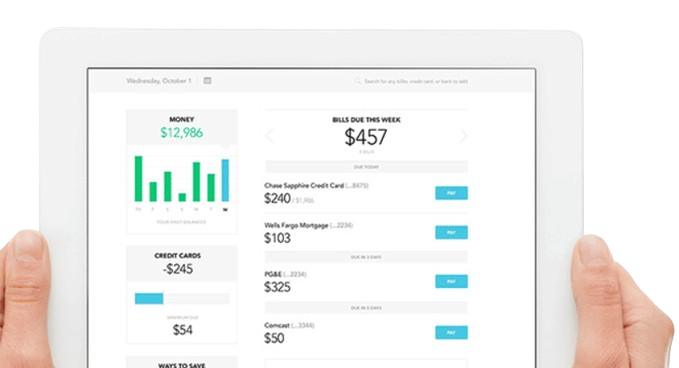 Wednesday, October 1
Search for any bills, credit card, or bank to add
MONEY
$12,986
YOUR PAST BALANCES
CREDIT CARDS
-$245
MINIMUM DUE
$54
WAYS TO SAVE
BILLS DUE THIS WEEK
$457
DUE TODAY
Chase Sapphire Credit Card (...8475)
$240 / $1,986
PAY
Wells Fargo Mortgage (...2234)
$103
PAY
DUE IN 3 DAYS
PG&E (...2234)
$325
PAY
DUE IN 5 DAYS
Comcast (...3344)
$50
PAY